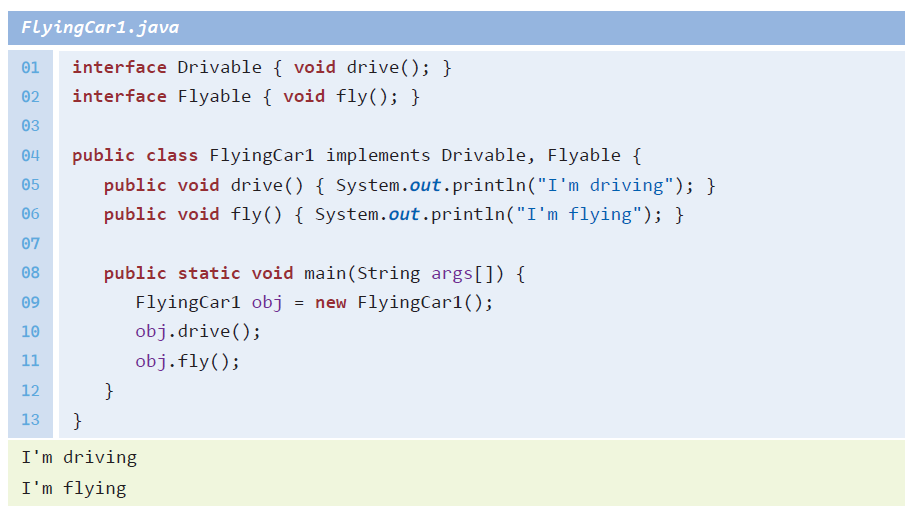 FlyingCar1.java
01 interface Drivable { void drive(); }
02 interface Flyable { void fly(); }
03
04 public class FlyingCar1 implements Drivable, Flyable {
05 public void drive() { System.out.println("I'm driving"); }
06 public void fly() { System.out.println("I'm flying"); }
07
08 public static void main(String args[]) {
09 FlyingCar1 obj = new FlyingCar1();
10 obj.drive();
11 obj.fly();
12 }
13 }
I'm driving
I'm flying